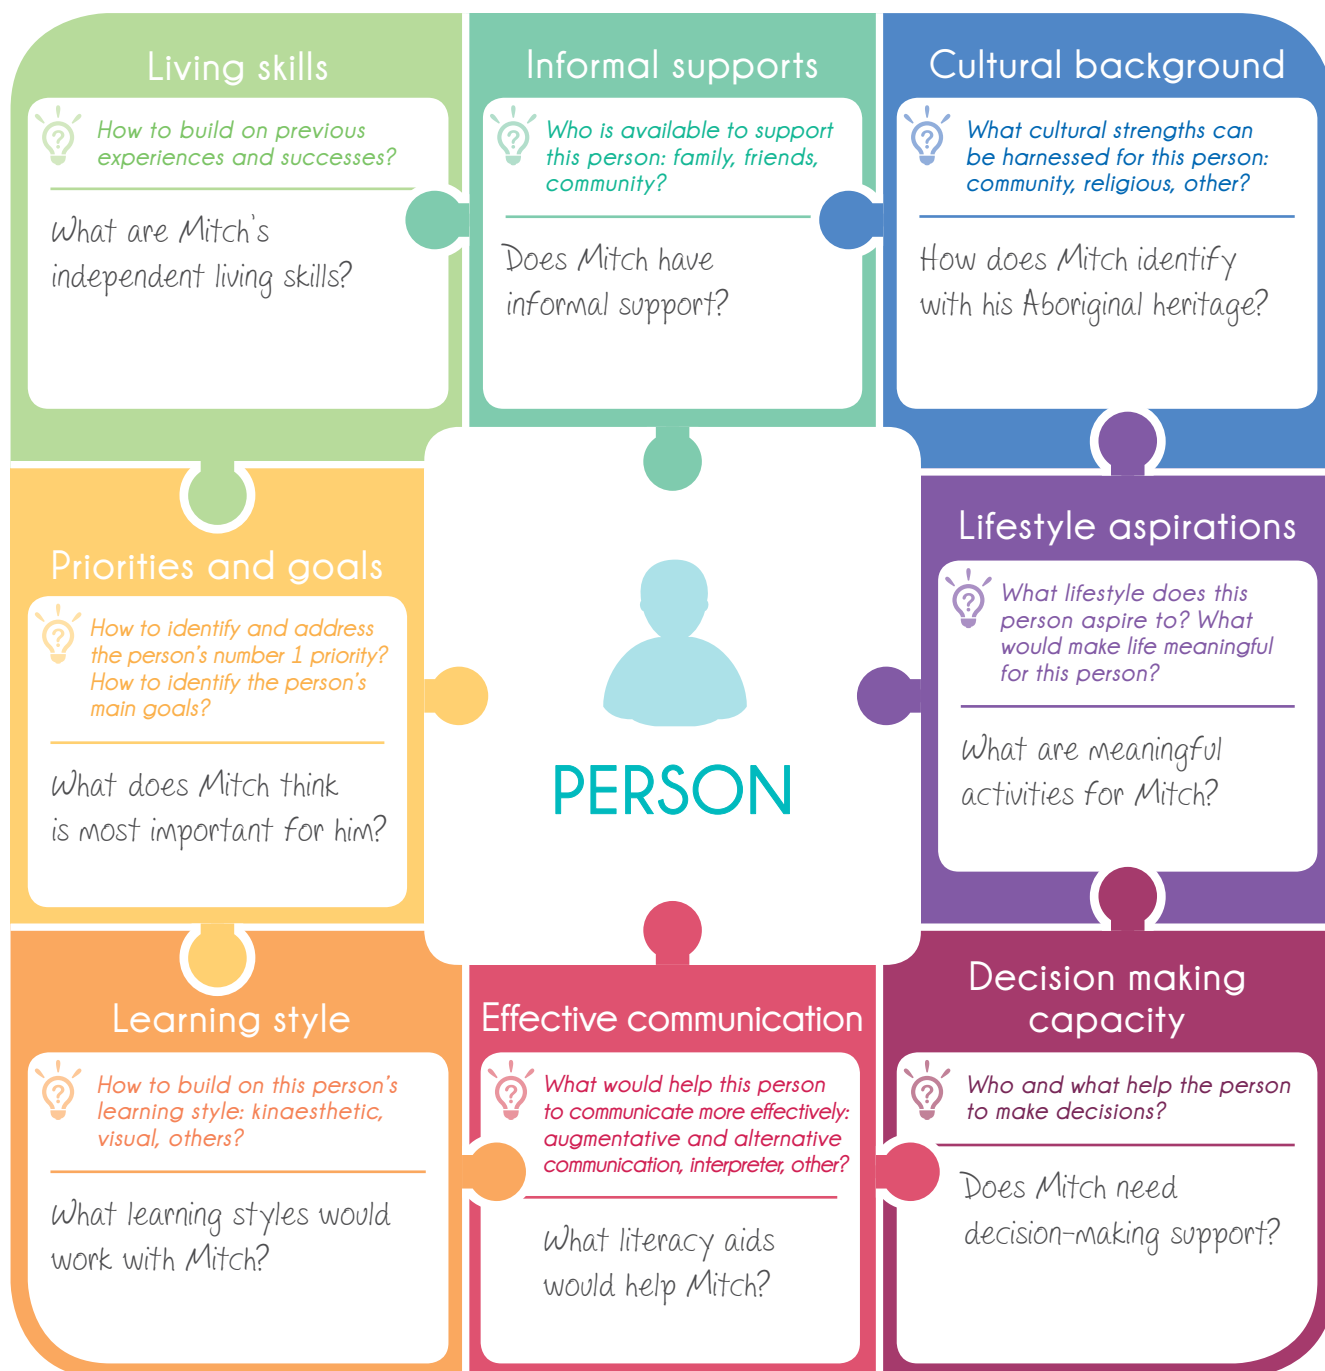 Living skills
How to build on previous
experiences and successes?
What are Mitch's
independent living skills?
Informal supports
Who is available to support
this person: family, friends,
community?
Does Mitch have
informal support?
Cultural background
What cultural strengths can
be harnessed for this person:
community, religious, other?
How does Mitch identify
with his Aboriginal heritage?
Priorities and goals
How to identify and address
the person's number 1 priority?
How to identify the person's
main goals?
What does Mitch think
is most important for him?
PERSON
Lifestyle aspirations
What lifestyle does this
person aspire to? What
would make life meaningful
for this person?
What are meaningful
activities for Mitch?
Learning style
How to build on this person's
learning style: kinaesthetic,
visual, others?
What learning styles would
work with Mitch?
Effective communication
What would help this person
to communicate more effectively:
augmentative and alternative
communication, interpreter, other?
What literacy aids
would help Mitch?
Decision making
capacity
Who and what help the person
to make decisions?
Does Mitch need
decision-making support?